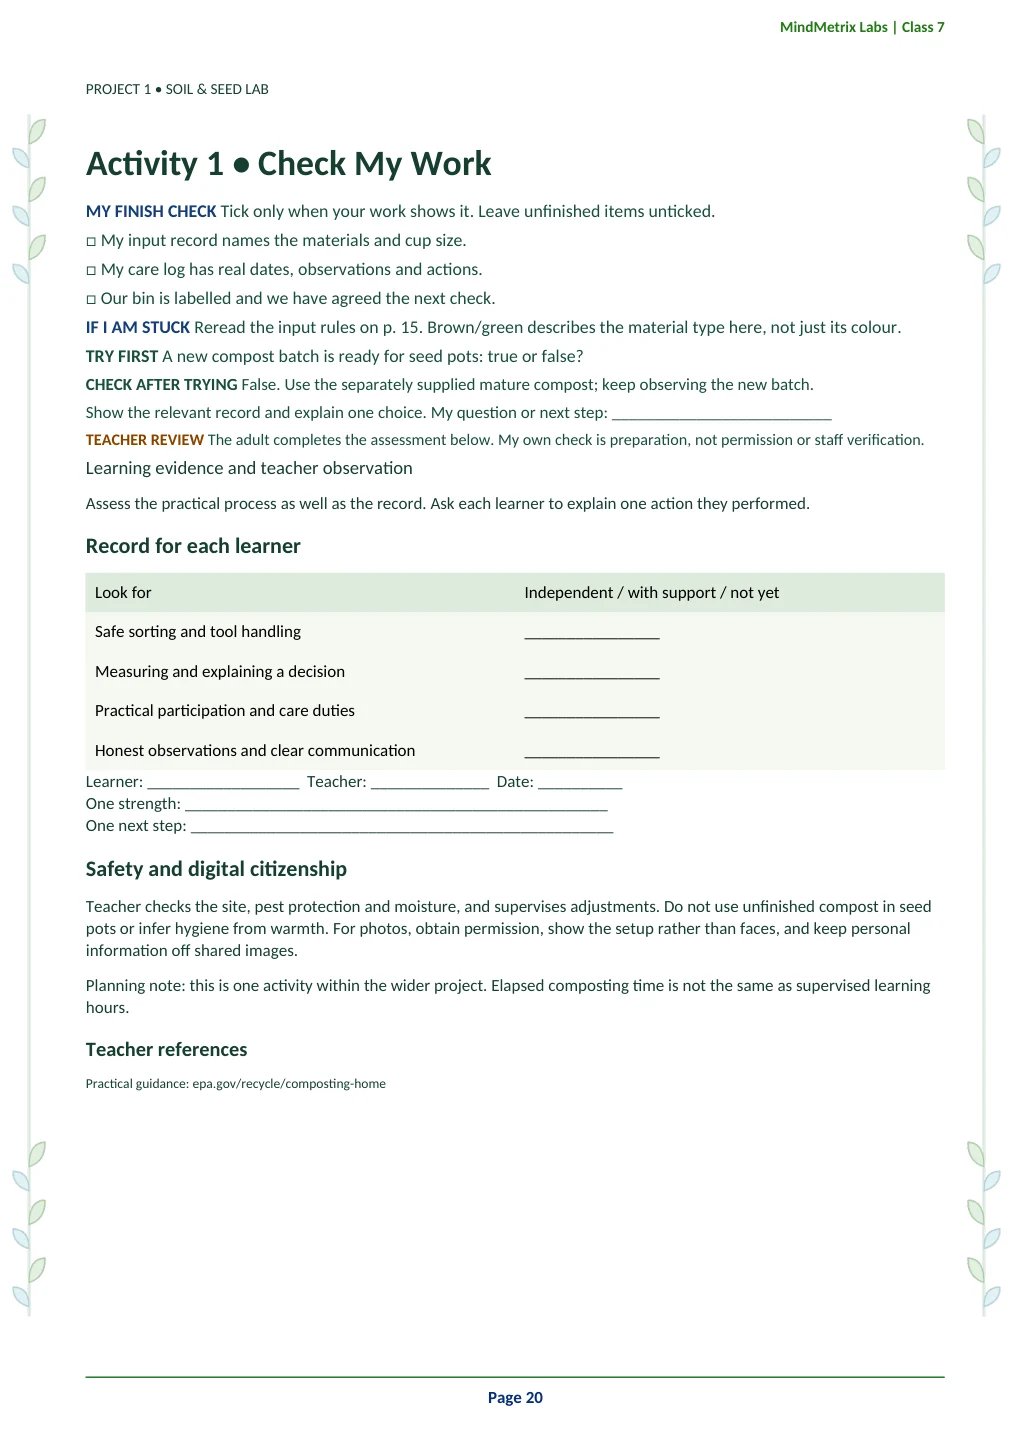 MindMetrix Labs | Class 7
PROJECT 1 • SOIL & SEED LAB
Activity 1 • Check My Work
MY FINISH CHECK Tick only when your work shows it. Leave unfinished items unticked.
□ My input record names the materials and cup size.
□ My care log has real dates, observations and actions.
□ Our bin is labelled and we have agreed the next check.
IF I AM STUCK Reread the input rules on p. 15. Brown/green describes the material type here, not just its colour.
TRY FIRST A new compost batch is ready for seed pots: true or false?
CHECK AFTER TRYING False. Use the separately supplied mature compost; keep observing the new batch.
Show the relevant record and explain one choice. My question or next step: __________________________
TEACHER REVIEW The adult completes the assessment below. My own check is preparation, not permission or staff verification.
Learning evidence and teacher observation
Assess the practical process as well as the record. Ask each learner to explain one action they performed.
Record for each learner
Look for Independent / with support / not yet
Safe sorting and tool handling ________________
Measuring and explaining a decision ________________
Practical participation and care duties ________________
Honest observations and clear communication ________________
Learner: __________________ Teacher: ______________ Date: __________
One strength: __________________________________________________
One next step: __________________________________________________
Safety and digital citizenship
Teacher checks the site, pest protection and moisture, and supervises adjustments. Do not use unfinished compost in seed
pots or infer hygiene from warmth. For photos, obtain permission, show the setup rather than faces, and keep personal
information off shared images.
Planning note: this is one activity within the wider project. Elapsed composting time is not the same as supervised learning
hours.
Teacher references
Practical guidance: epa.gov/recycle/composting-home
Page 20